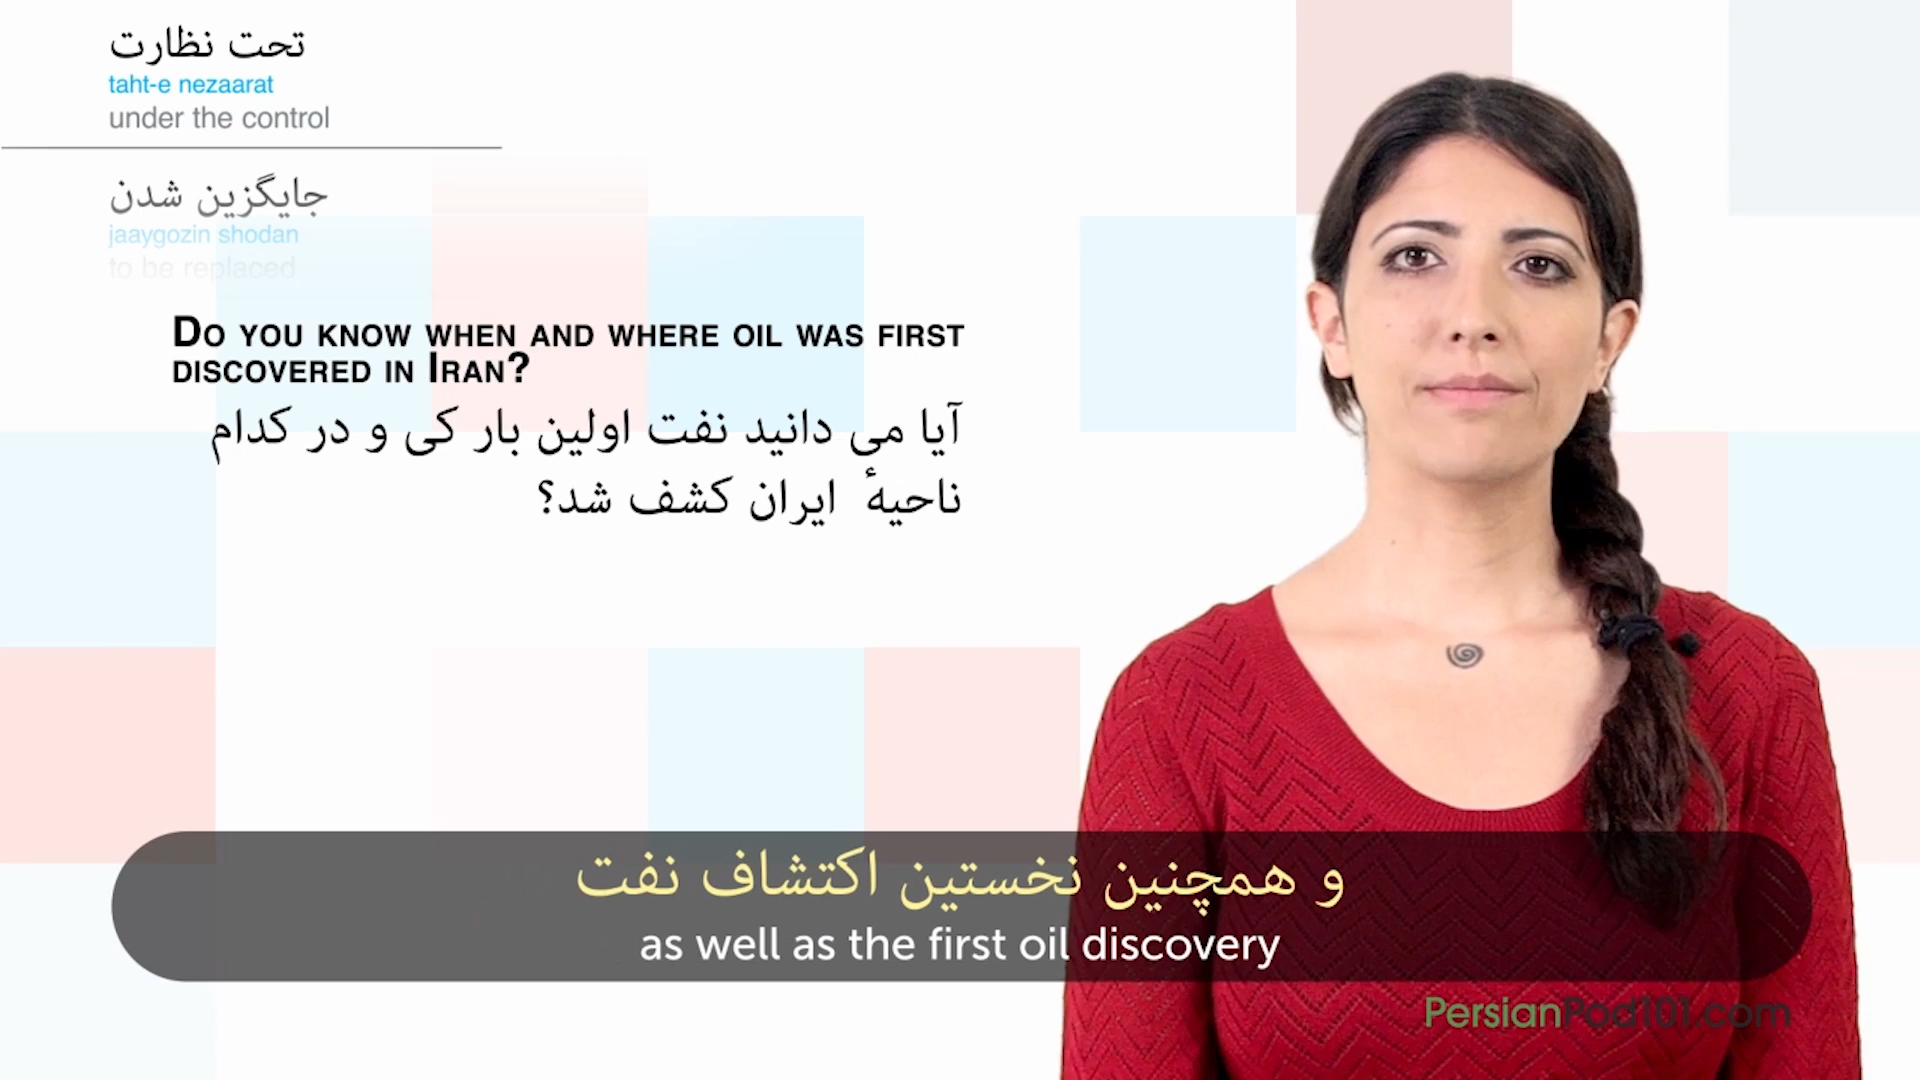 تحت نظارت
taht-e nezaarat
under the control
جایگزین شدن
jaaygozin shodan
to be replaced
Do you know when and where oil was first
discovered in Iran?
آیا می دانید نفت اولین بار کی و در کدام
ناحیهٔ ایران کشف شد؟
و همچنین نخستین اکتشاف نفت
as well as the first oil discovery
PersianPod101.com